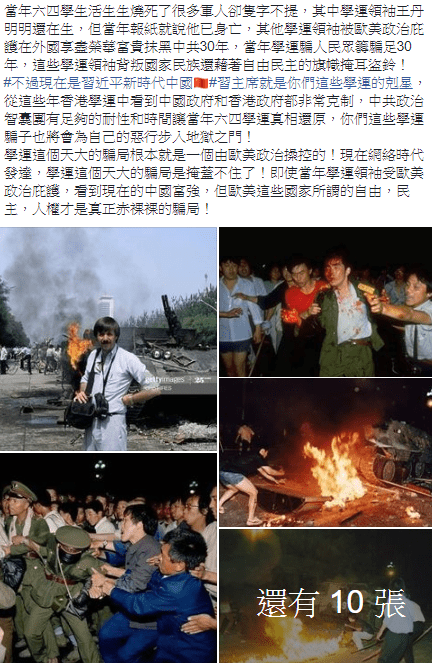 當年六四學生活生生燒死了很多軍人卻隻字不提，其中學運領袖王丹
明明還在生，但當年報紙就說他已身亡，其他學運領袖被歐美政治庇
護在外國享盡榮華富貴抹黑中共30年，當年學運騙人民眾籌騙足30
年，這些學運領袖背叛國家民族還藉著自由民主的旗幟掩耳盜鈴！
#不過現在是習近平新時代中國🇨🇳#習主席就是你們這些學運的剋星，
從這些年香港學運中看到中國政府和香港政府都非常克制，中共政治
智囊團有足夠的耐性和時間讓當年六四學運真相還原，你們這些學運
騙子也將會為自己的惡行步入地獄之門！
學運這個天大的騙局根本就是一個由歐美政治操控的！現在網絡時代
發達，學運這個天大的騙局是掩蓋不住了！即使當年學運領袖受歐美
政治庇護，看到現在的中國富強，但歐美這些國家所謂的自由，民
主，人權才是真正赤裸裸的騙局！
gettyimages
還有 10 張